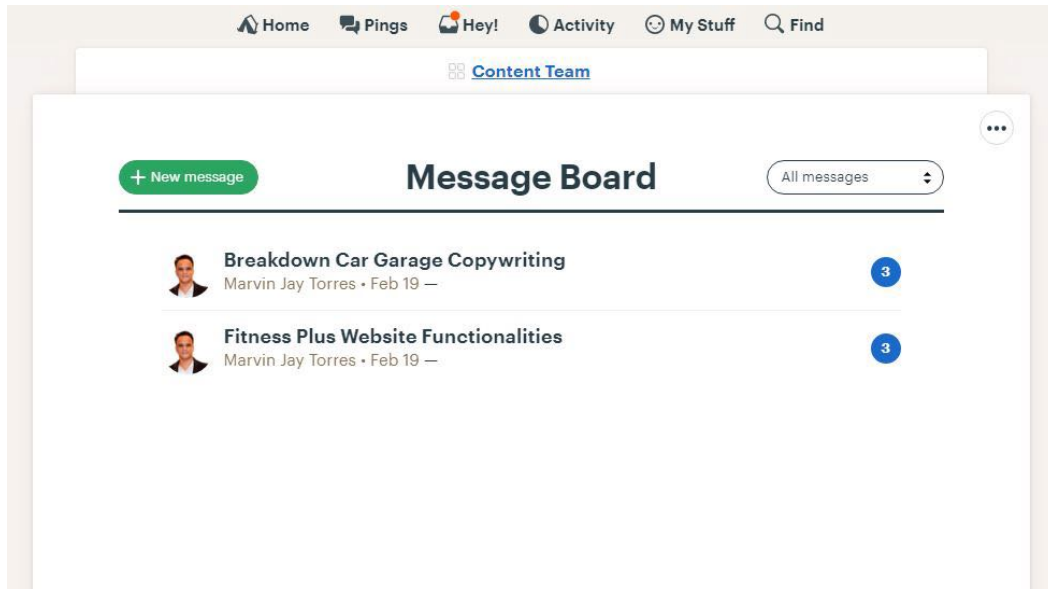 Home Pings Hey! Activity My Stuff Find
Content Team
+ New message
Message Board
All messages
Breakdown Car Garage Copywriting
3
Marvin Jay Torres • Feb 19 —
Fitness Plus Website Functionalities
3
Marvin Jay Torres • Feb 19 —